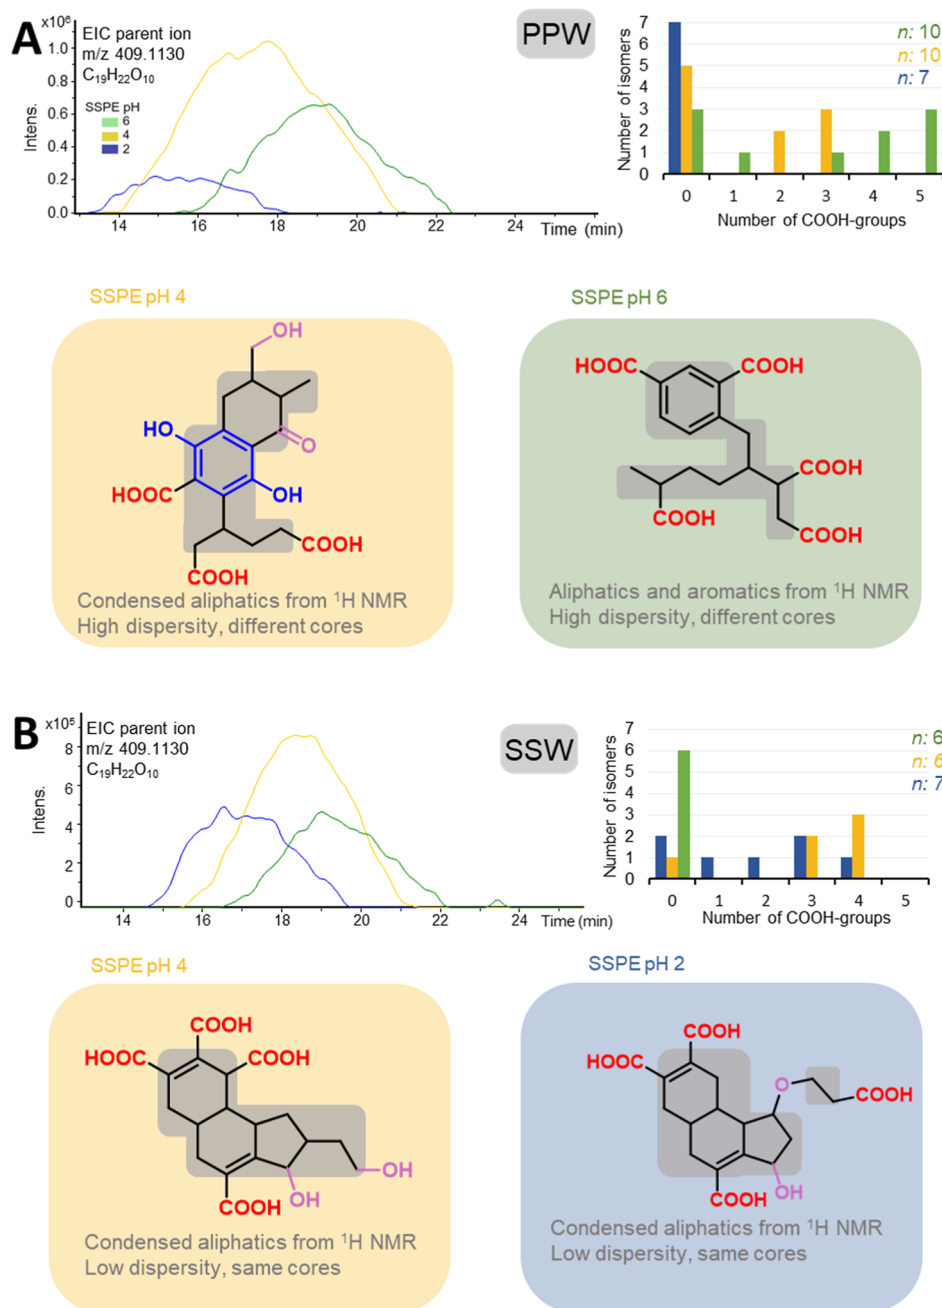 A
x10⁶
EIC parent ion
m/z 409.1130
C₁₉H₂₂O₁₀
SSPE pH
6
4
2
Intens.
1.0
0.8
0.6
0.4
0.2
0.0
14 16 18 20 22 24 Time (min)
PPW
Number of isomers
7
6
5
4
3
2
1
0
n: 10
n: 10
n: 7
0 1 2 3 4 5
Number of COOH-groups
SSPE pH 4
OH
HO
O
HOOC
OH
COOH
COOH
Condensed aliphatics from ¹H NMR
High dispersity, different cores
SSPE pH 6
HOOC COOH
COOH
COOH
COOH
Aliphatics and aromatics from ¹H NMR
High dispersity, different cores
B
x10⁵
EIC parent ion
m/z 409.1130
C₁₉H₂₂O₁₀
Intens.
8
6
4
2
0
14 16 18 20 22 24 Time (min)
SSW
Number of isomers
7
6
5
4
3
2
1
0
n: 6
n: 6
n: 7
0 1 2 3 4 5
Number of COOH-groups
SSPE pH 4
COOH
HOOC COOH
OH
OH
COOH
Condensed aliphatics from ¹H NMR
Low dispersity, same cores
SSPE pH 2
COOH
HOOC
O
COOH
OH
COOH
Condensed aliphatics from ¹H NMR
Low dispersity, same cores